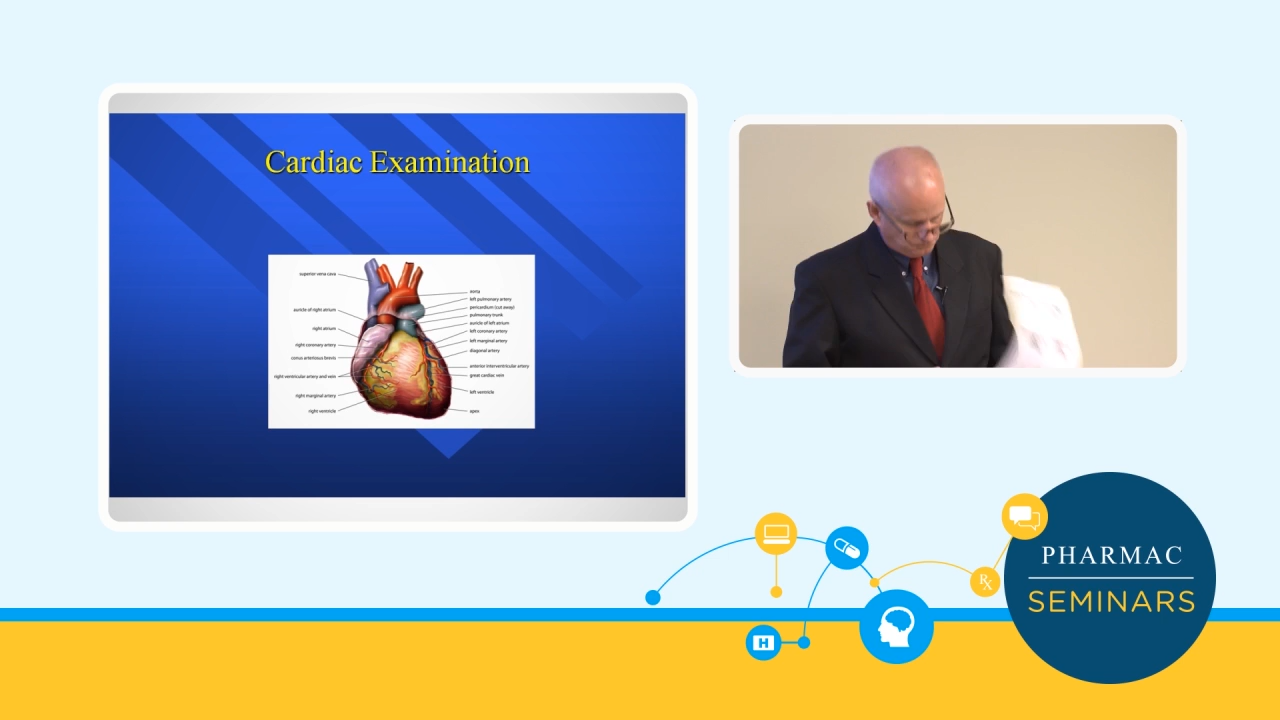 Cardiac Examination
superior vena cava
auricle of right atrium
right atrium
right coronary artery
conus arteriosus brevis
right ventricular artery and vein
right marginal artery
right ventricle
aorta
left pulmonary artery
pericardium (cut away)
pulmonary trunk
auricle of left atrium
left coronary artery
left marginal artery
diagonal artery
anterior interventricular artery
great cardiac vein
left ventricle
apex
Rx
H
PHARMAC
SEMINARS